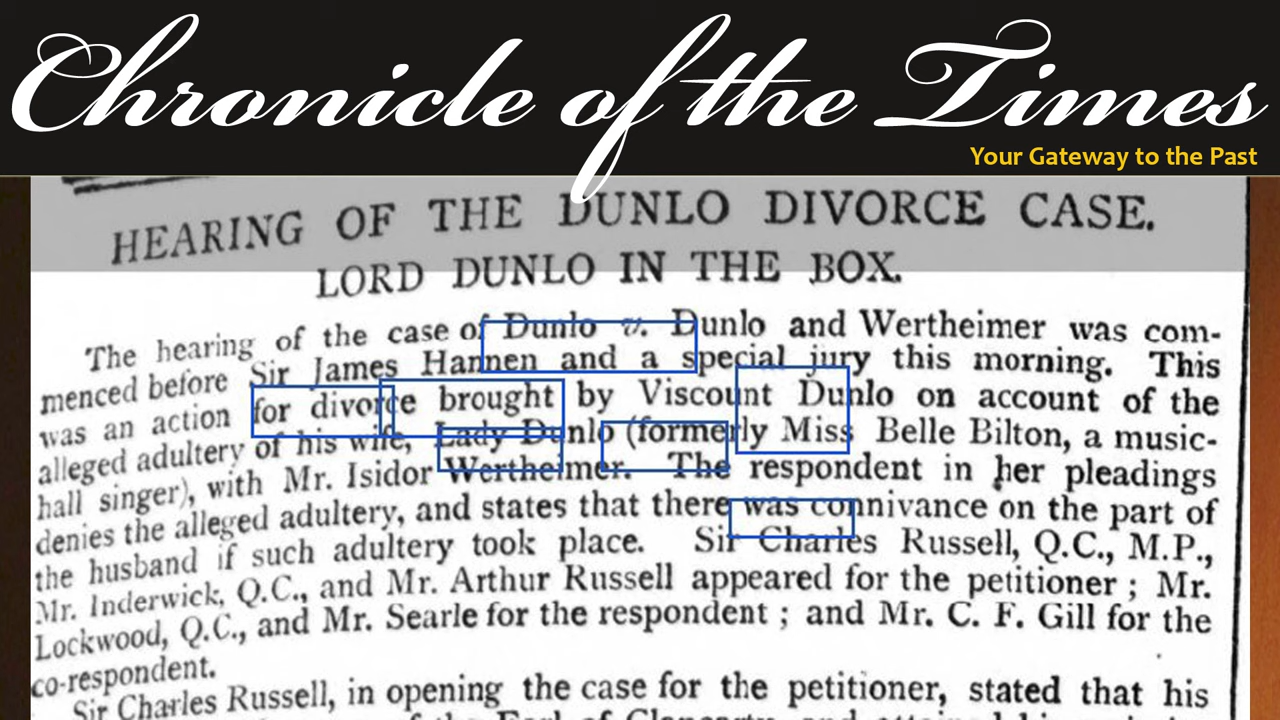 Chronicle of the Times
Your Gateway to the Past
HEARING OF THE DUNLO DIVORCE CASE.
LORD DUNLO IN THE BOX.
The hearing of the case of Dunlo v. Dunlo and Wertheimer was com-
menced before Sir James Hannen and a special jury this morning. This
was an action for divorce brought by Viscount Dunlo on account of the
alleged adultery of his wife, Lady Dunlo (formerly Miss Belle Bilton, a music-
hall singer), with Mr. Isidor Wertheimer. The respondent in her pleadings
denies the alleged adultery, and states that there was connivance on the part of
the husband if such adultery took place. Sir Charles Russell, Q.C., M.P.,
Mr. Inderwick, Q.C., and Mr. Arthur Russell appeared for the petitioner; Mr.
Lockwood, Q.C., and Mr. Searle for the respondent; and Mr. C. F. Gill for the
co-respondent.
Sir Charles Russell, in opening the case for the petitioner, stated that his